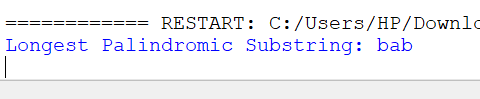 ============ RESTART: C:/Users/HP/Downlo
Longest Palindromic Substring: bab